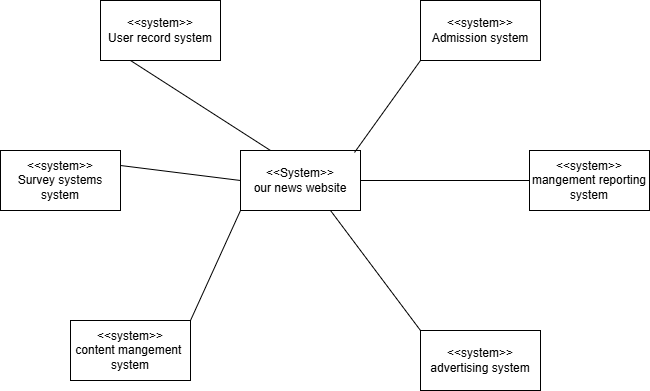 <<system>>
User record system
<<system>>
Admission system
<<system>>
Survey systems
system
<<System>>
our news website
<<system>>
mangement reporting
system
<<system>>
content mangement
system
<<system>>
advertising system